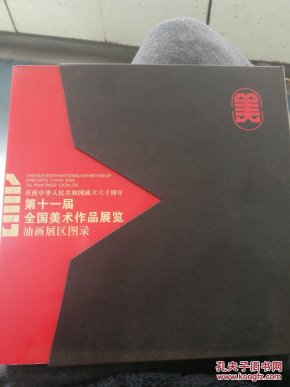 美
THE ELEVENTH NATIONAL EXHIBITION OF
FINE ARTS CHINA 2009
OIL PAINTINGS CATALOG
庆祝中华人民共和国成立六十周年
第十一届
全国美术作品展览
油画展区图录
孔夫子旧书网